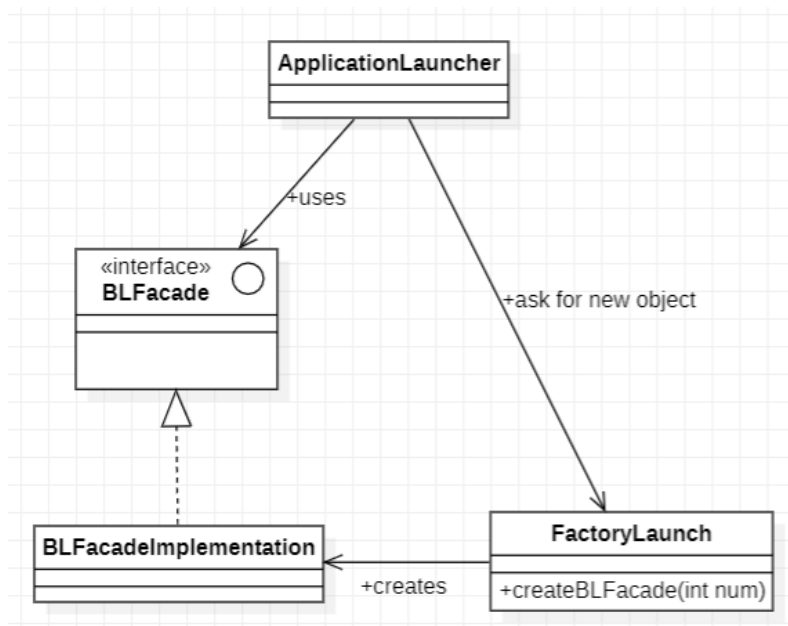 ApplicationLauncher
+uses
«interface»
BLFacade
+ask for new object
BLFacadeImplementation
+creates
FactoryLaunch
+createBLFacade(int num)